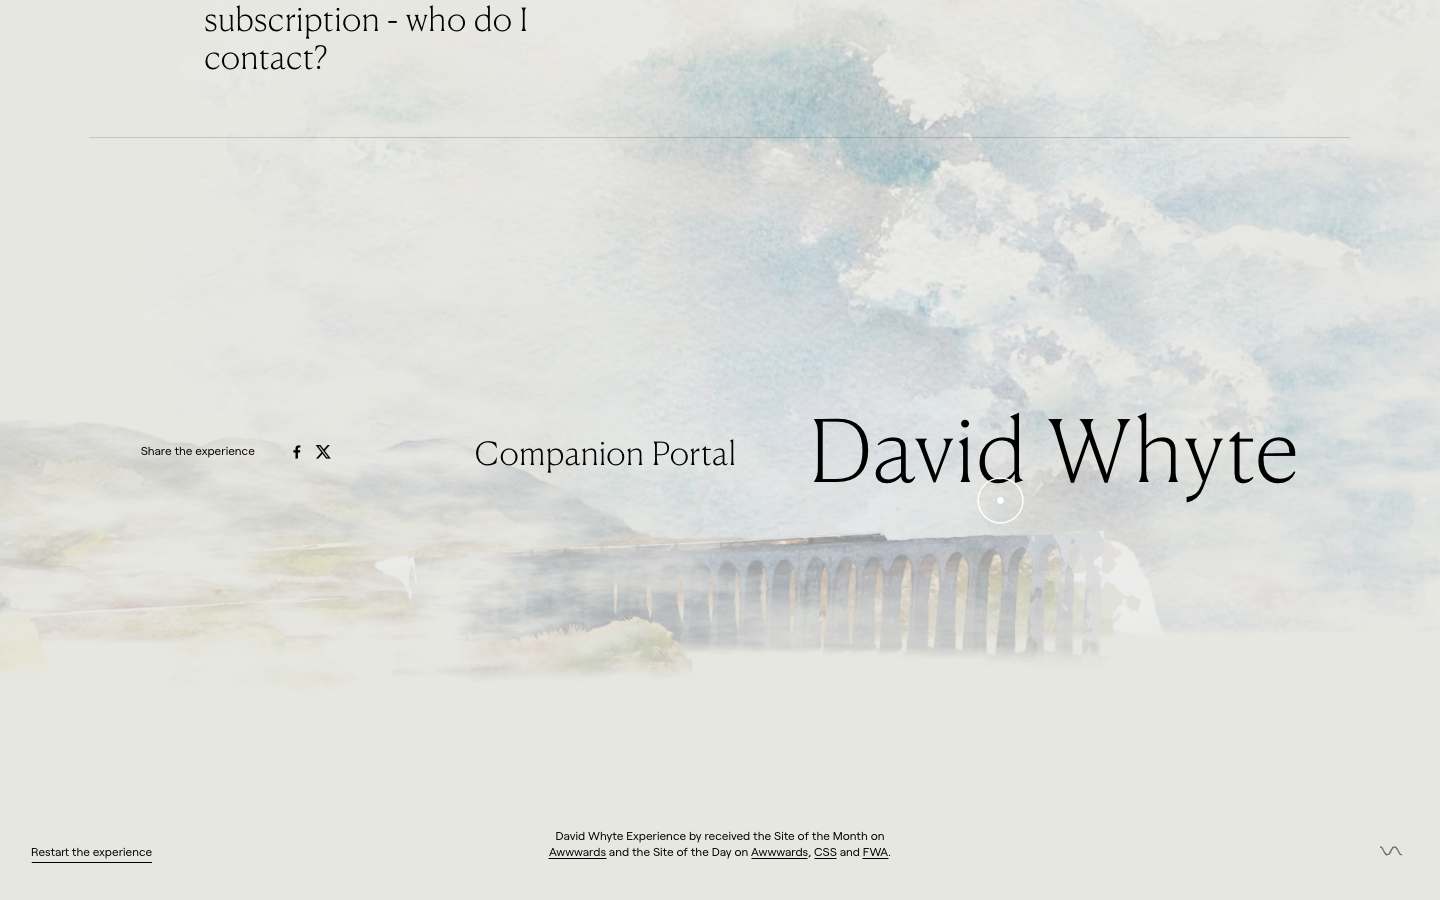 subscription - who do I
contact?
Share the experience
Companion Portal
David Whyte
David Whyte Experience by received the Site of the Month on
Awwwards and the Site of the Day on Awwwards, CSS and FWA.
Restart the experience